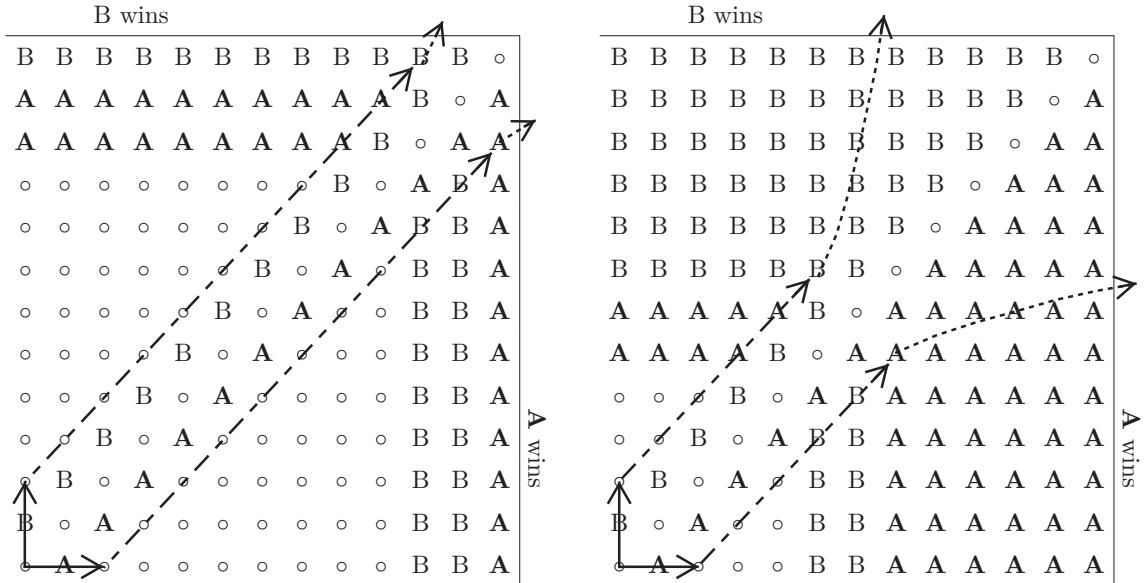 B wins B wins
B B B B B B B B B B B B ○ B B B B B B B B B B B B ○
A A A A A A A A A A B ○ A B B B B B B B B B B B ○ A
A A A A A A A A A B ○ A A B B B B B B B B B B ○ A A
○ ○ ○ ○ ○ ○ ○ ○ B ○ A B A B B B B B B B B B ○ A A A
○ ○ ○ ○ ○ ○ ○ B ○ A B B A B B B B B B B B ○ A A A A
○ ○ ○ ○ ○ ○ B ○ A ○ B B A B B B B B B B ○ A A A A A
○ ○ ○ ○ ○ B ○ A ○ ○ B B A A A A A A B ○ A A A A A A
○ ○ ○ ○ B ○ A ○ ○ ○ B B A A A A A B ○ A A A A A A A
○ ○ ○ B ○ A ○ ○ ○ ○ B B A ○ ○ ○ B ○ A B A A A A A A
○ ○ B ○ A ○ ○ ○ ○ ○ B B A ○ ○ B ○ A B B A A A A A A
○ B ○ A ○ ○ ○ ○ ○ ○ B B A ○ B ○ A ○ B B A A A A A A
B ○ A ○ ○ ○ ○ ○ ○ ○ B B A B ○ A ○ ○ B B A A A A A A
○ A ○ ○ ○ ○ ○ ○ ○ ○ B B A ○ A ○ ○ ○ B B A A A A A A
A wins
A wins